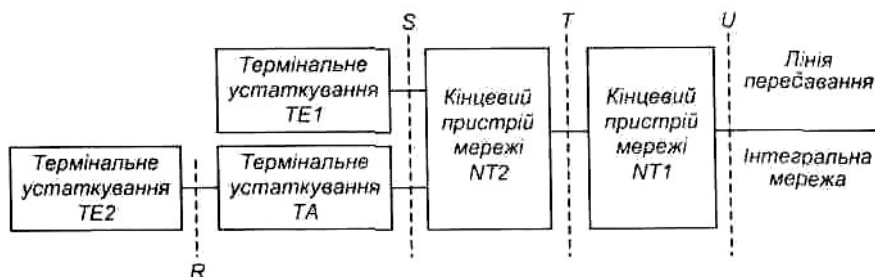 S
T
U
Термінальне
устаткування
TE1
Кінцевий
пристрій
мережі
NT2
Кінцевий
пристрій
мережі
NT1
Лінія
передавання
Термінальне
устаткування
TE2
Термінальне
устаткування
TA
Інтегральна
мережа
R